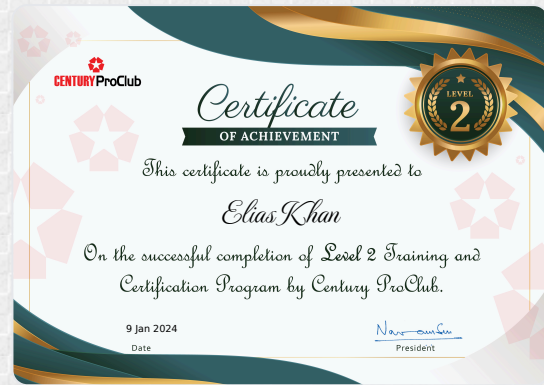 CENTURY ProClub
Certificate
OF ACHIEVEMENT
LEVEL
2
This certificate is proudly presented to
Elias Khan
On the successful completion of Level 2 Training and
Certification Program by Century ProClub.
9 Jan 2024
Date
President